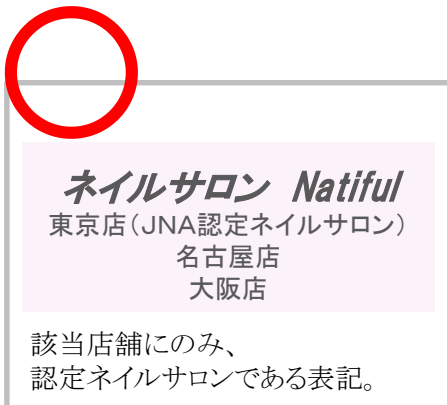 ネイルサロン　Natiful
東京店（JNA認定ネイルサロン）
名古屋店
大阪店
該当店舗にのみ、
認定ネイルサロンである表記。